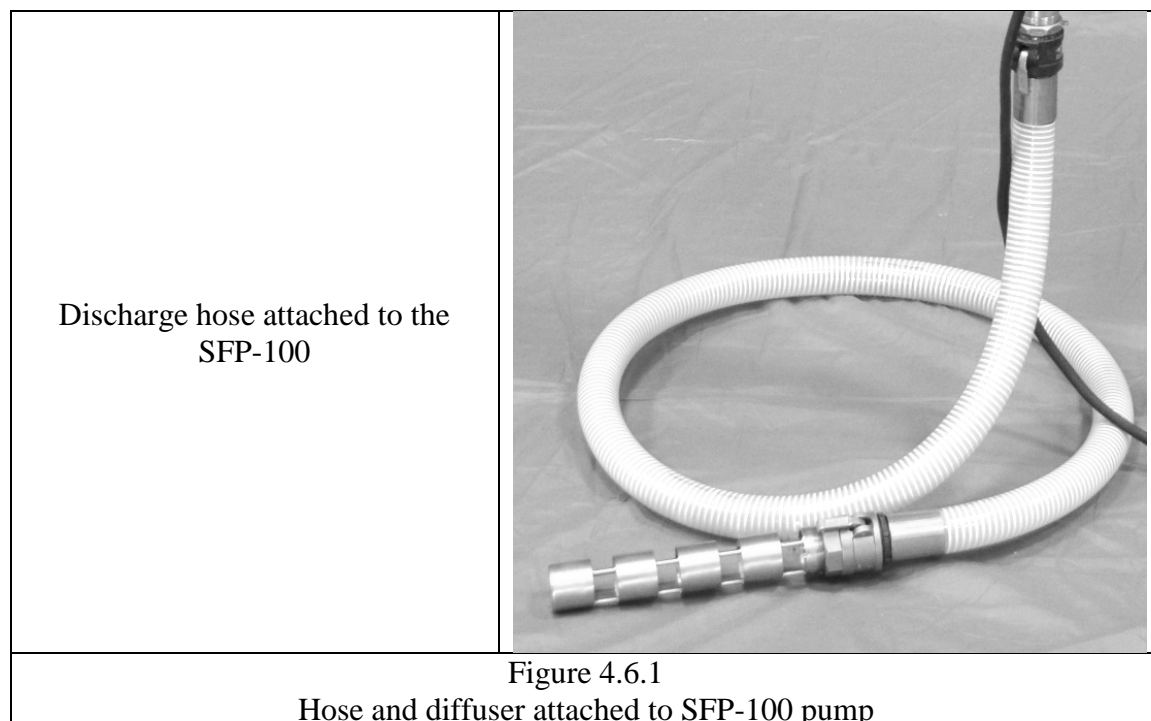 Discharge hose attached to the
SFP-100
Figure 4.6.1
Hose and diffuser attached to SFP-100 pump